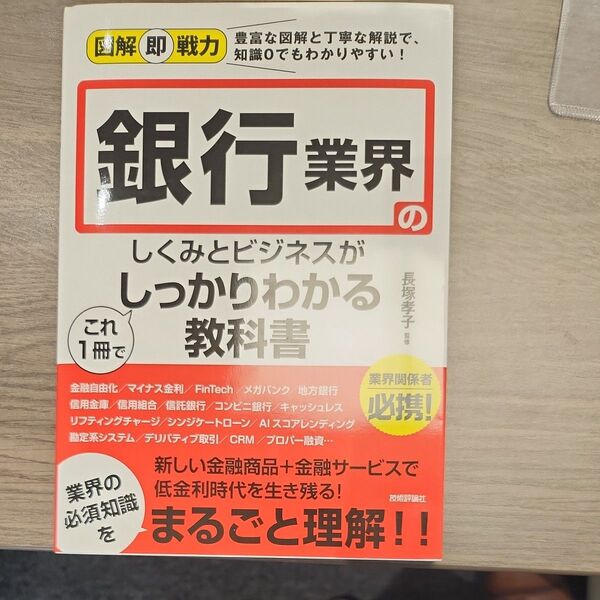 図解即戦力
豊富な図解と丁寧な解説で、
知識0でもわかりやすい!
銀行業界の
しくみとビジネスが
しっかりわかる
教科書
これ
1冊で
長塚孝子 監修
金融自由化/マイナス金利/FinTech/メガバンク 地方銀行
信用金庫/信用組合/信託銀行/コンビニ銀行/キャッシュレス
リフティングチャージ/シンジケートローン/AIスコアレンディング
勘定系システム/デリバティブ取引/CRM/プロパー融資…
業界関係者
必携!
業界の
必須知識
を
新しい金融商品+金融サービスで
低金利時代を生き残る!
まるごと理解!!
技術評論社